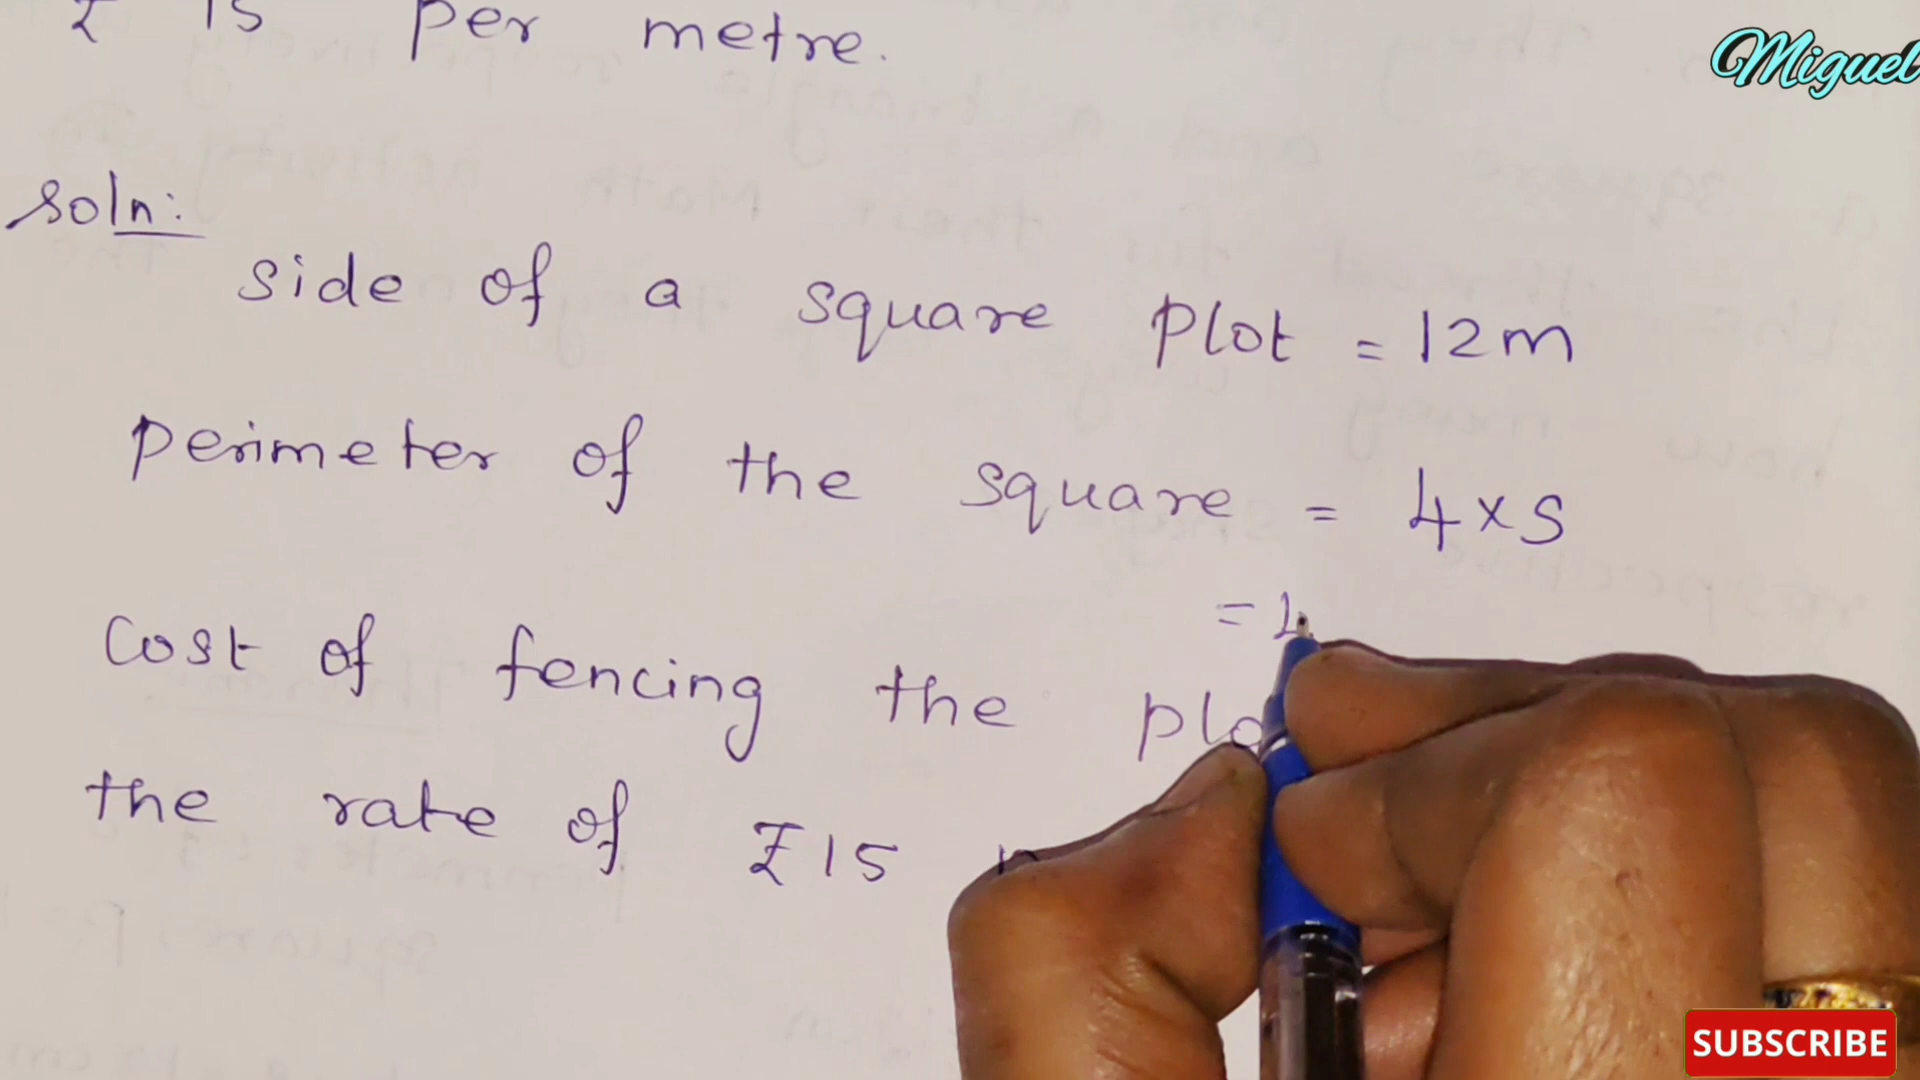 ₹ 15 per metre.
Miguel
soln:
side of a square plot = 12m
perimeter of the square = 4 × s
= 4
cost of fencing the plo
the rate of ₹15
SUBSCRIBE